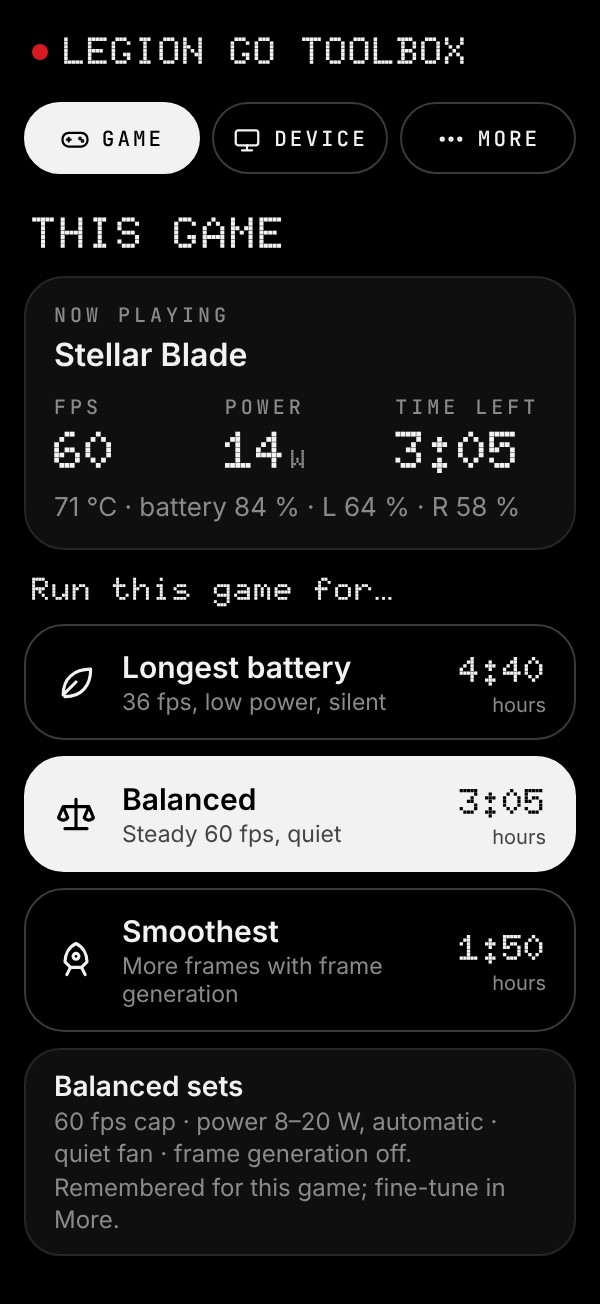 LEGION GO TOOLBOX
GAME
DEVICE
MORE
THIS GAME
NOW PLAYING
Stellar Blade
FPS POWER TIME LEFT
60 14 W 3:05
71 °C · battery 84 % · L 64 % · R 58 %
Run this game for…
Longest battery
36 fps, low power, silent
4:40
hours
Balanced
Steady 60 fps, quiet
3:05
hours
Smoothest
More frames with frame
generation
1:50
hours
Balanced sets
60 fps cap · power 8–20 W, automatic ·
quiet fan · frame generation off.
Remembered for this game; fine-tune in
More.